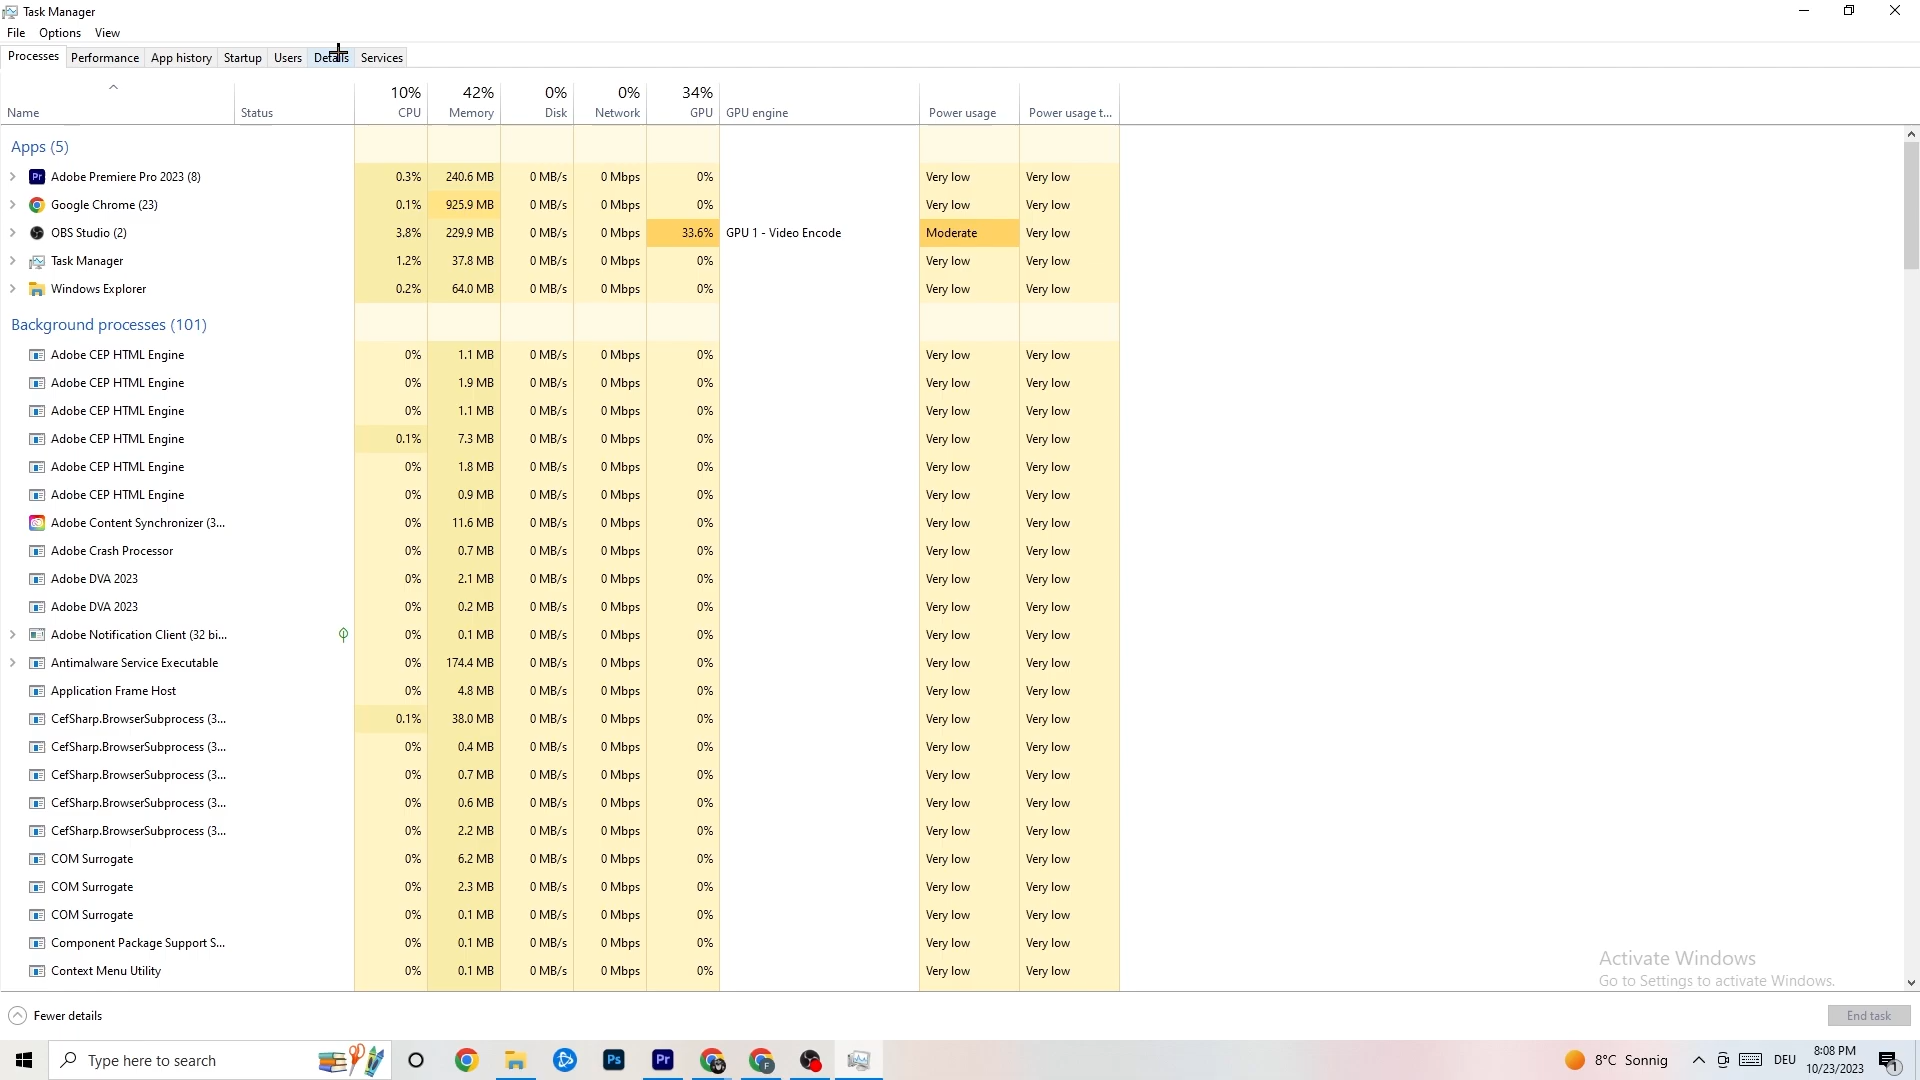 Task Manager
File Options View
Processes Performance App history Startup Users Details Services
10% 42% 0% 0% 34%
Name Status CPU Memory Disk Network GPU GPU engine Power usage Power usage t...
Apps (5)
Adobe Premiere Pro 2023 (8) 0.3% 240.6 MB 0 MB/s 0 Mbps 0% Very low Very low
Google Chrome (23) 0.1% 925.9 MB 0 MB/s 0 Mbps 0% Very low Very low
OBS Studio (2) 3.8% 229.9 MB 0 MB/s 0 Mbps 33.6% GPU 1 - Video Encode Moderate Very low
Task Manager 1.2% 37.8 MB 0 MB/s 0 Mbps 0% Very low Very low
Windows Explorer 0.2% 64.0 MB 0 MB/s 0 Mbps 0% Very low Very low
Background processes (101)
Adobe CEP HTML Engine 0% 1.1 MB 0 MB/s 0 Mbps 0% Very low Very low
Adobe CEP HTML Engine 0% 1.9 MB 0 MB/s 0 Mbps 0% Very low Very low
Adobe CEP HTML Engine 0% 1.1 MB 0 MB/s 0 Mbps 0% Very low Very low
Adobe CEP HTML Engine 0.1% 7.3 MB 0 MB/s 0 Mbps 0% Very low Very low
Adobe CEP HTML Engine 0% 1.8 MB 0 MB/s 0 Mbps 0% Very low Very low
Adobe CEP HTML Engine 0% 0.9 MB 0 MB/s 0 Mbps 0% Very low Very low
Adobe Content Synchronizer (3... 0% 11.6 MB 0 MB/s 0 Mbps 0% Very low Very low
Adobe Crash Processor 0% 0.7 MB 0 MB/s 0 Mbps 0% Very low Very low
Adobe DVA 2023 0% 2.1 MB 0 MB/s 0 Mbps 0% Very low Very low
Adobe DVA 2023 0% 0.2 MB 0 MB/s 0 Mbps 0% Very low Very low
Adobe Notification Client (32 bi... 0% 0.1 MB 0 MB/s 0 Mbps 0% Very low Very low
Antimalware Service Executable 0% 174.4 MB 0 MB/s 0 Mbps 0% Very low Very low
Application Frame Host 0% 4.8 MB 0 MB/s 0 Mbps 0% Very low Very low
CefSharp.BrowserSubprocess (3... 0.1% 38.0 MB 0 MB/s 0 Mbps 0% Very low Very low
CefSharp.BrowserSubprocess (3... 0% 0.4 MB 0 MB/s 0 Mbps 0% Very low Very low
CefSharp.BrowserSubprocess (3... 0% 0.7 MB 0 MB/s 0 Mbps 0% Very low Very low
CefSharp.BrowserSubprocess (3... 0% 0.6 MB 0 MB/s 0 Mbps 0% Very low Very low
CefSharp.BrowserSubprocess (3... 0% 2.2 MB 0 MB/s 0 Mbps 0% Very low Very low
COM Surrogate 0% 6.2 MB 0 MB/s 0 Mbps 0% Very low Very low
COM Surrogate 0% 2.3 MB 0 MB/s 0 Mbps 0% Very low Very low
COM Surrogate 0% 0.1 MB 0 MB/s 0 Mbps 0% Very low Very low
Component Package Support S... 0% 0.1 MB 0 MB/s 0 Mbps 0% Very low Very low
Context Menu Utility 0% 0.1 MB 0 MB/s 0 Mbps 0% Very low Very low
Activate Windows
Go to Settings to activate Windows.
Fewer details End task
Type here to search Ps Pr F 8°C Sonnig DEU 8:08 PM
10/23/2023 1